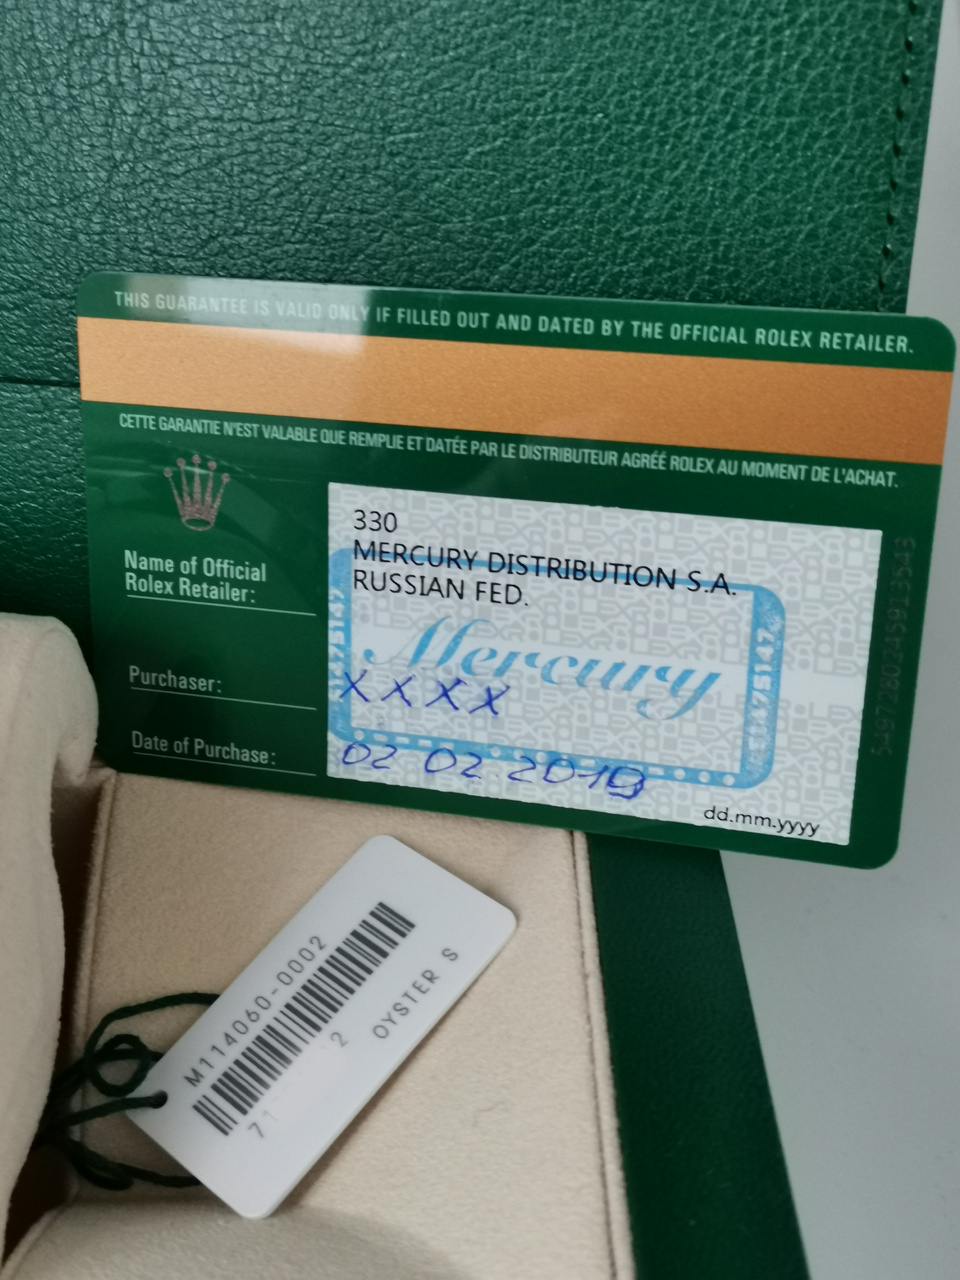 THIS GUARANTEE IS VALID ONLY IF FILLED OUT AND DATED BY THE OFFICIAL ROLEX RETAILER.
CETTE GARANTIE N'EST VALABLE QUE REMPLIE ET DATÉE PAR LE DISTRIBUTEUR AGRÉÉ ROLEX AU MOMENT DE L'ACHAT.
Name of Official
Rolex Retailer:
330
MERCURY DISTRIBUTION S.A.
RUSSIAN FED.
Mercury
Purchaser:
X X X X
Date of Purchase:
02 02.2019
dd.mm.yyyy
M114060-0002
71 2
OYSTER S